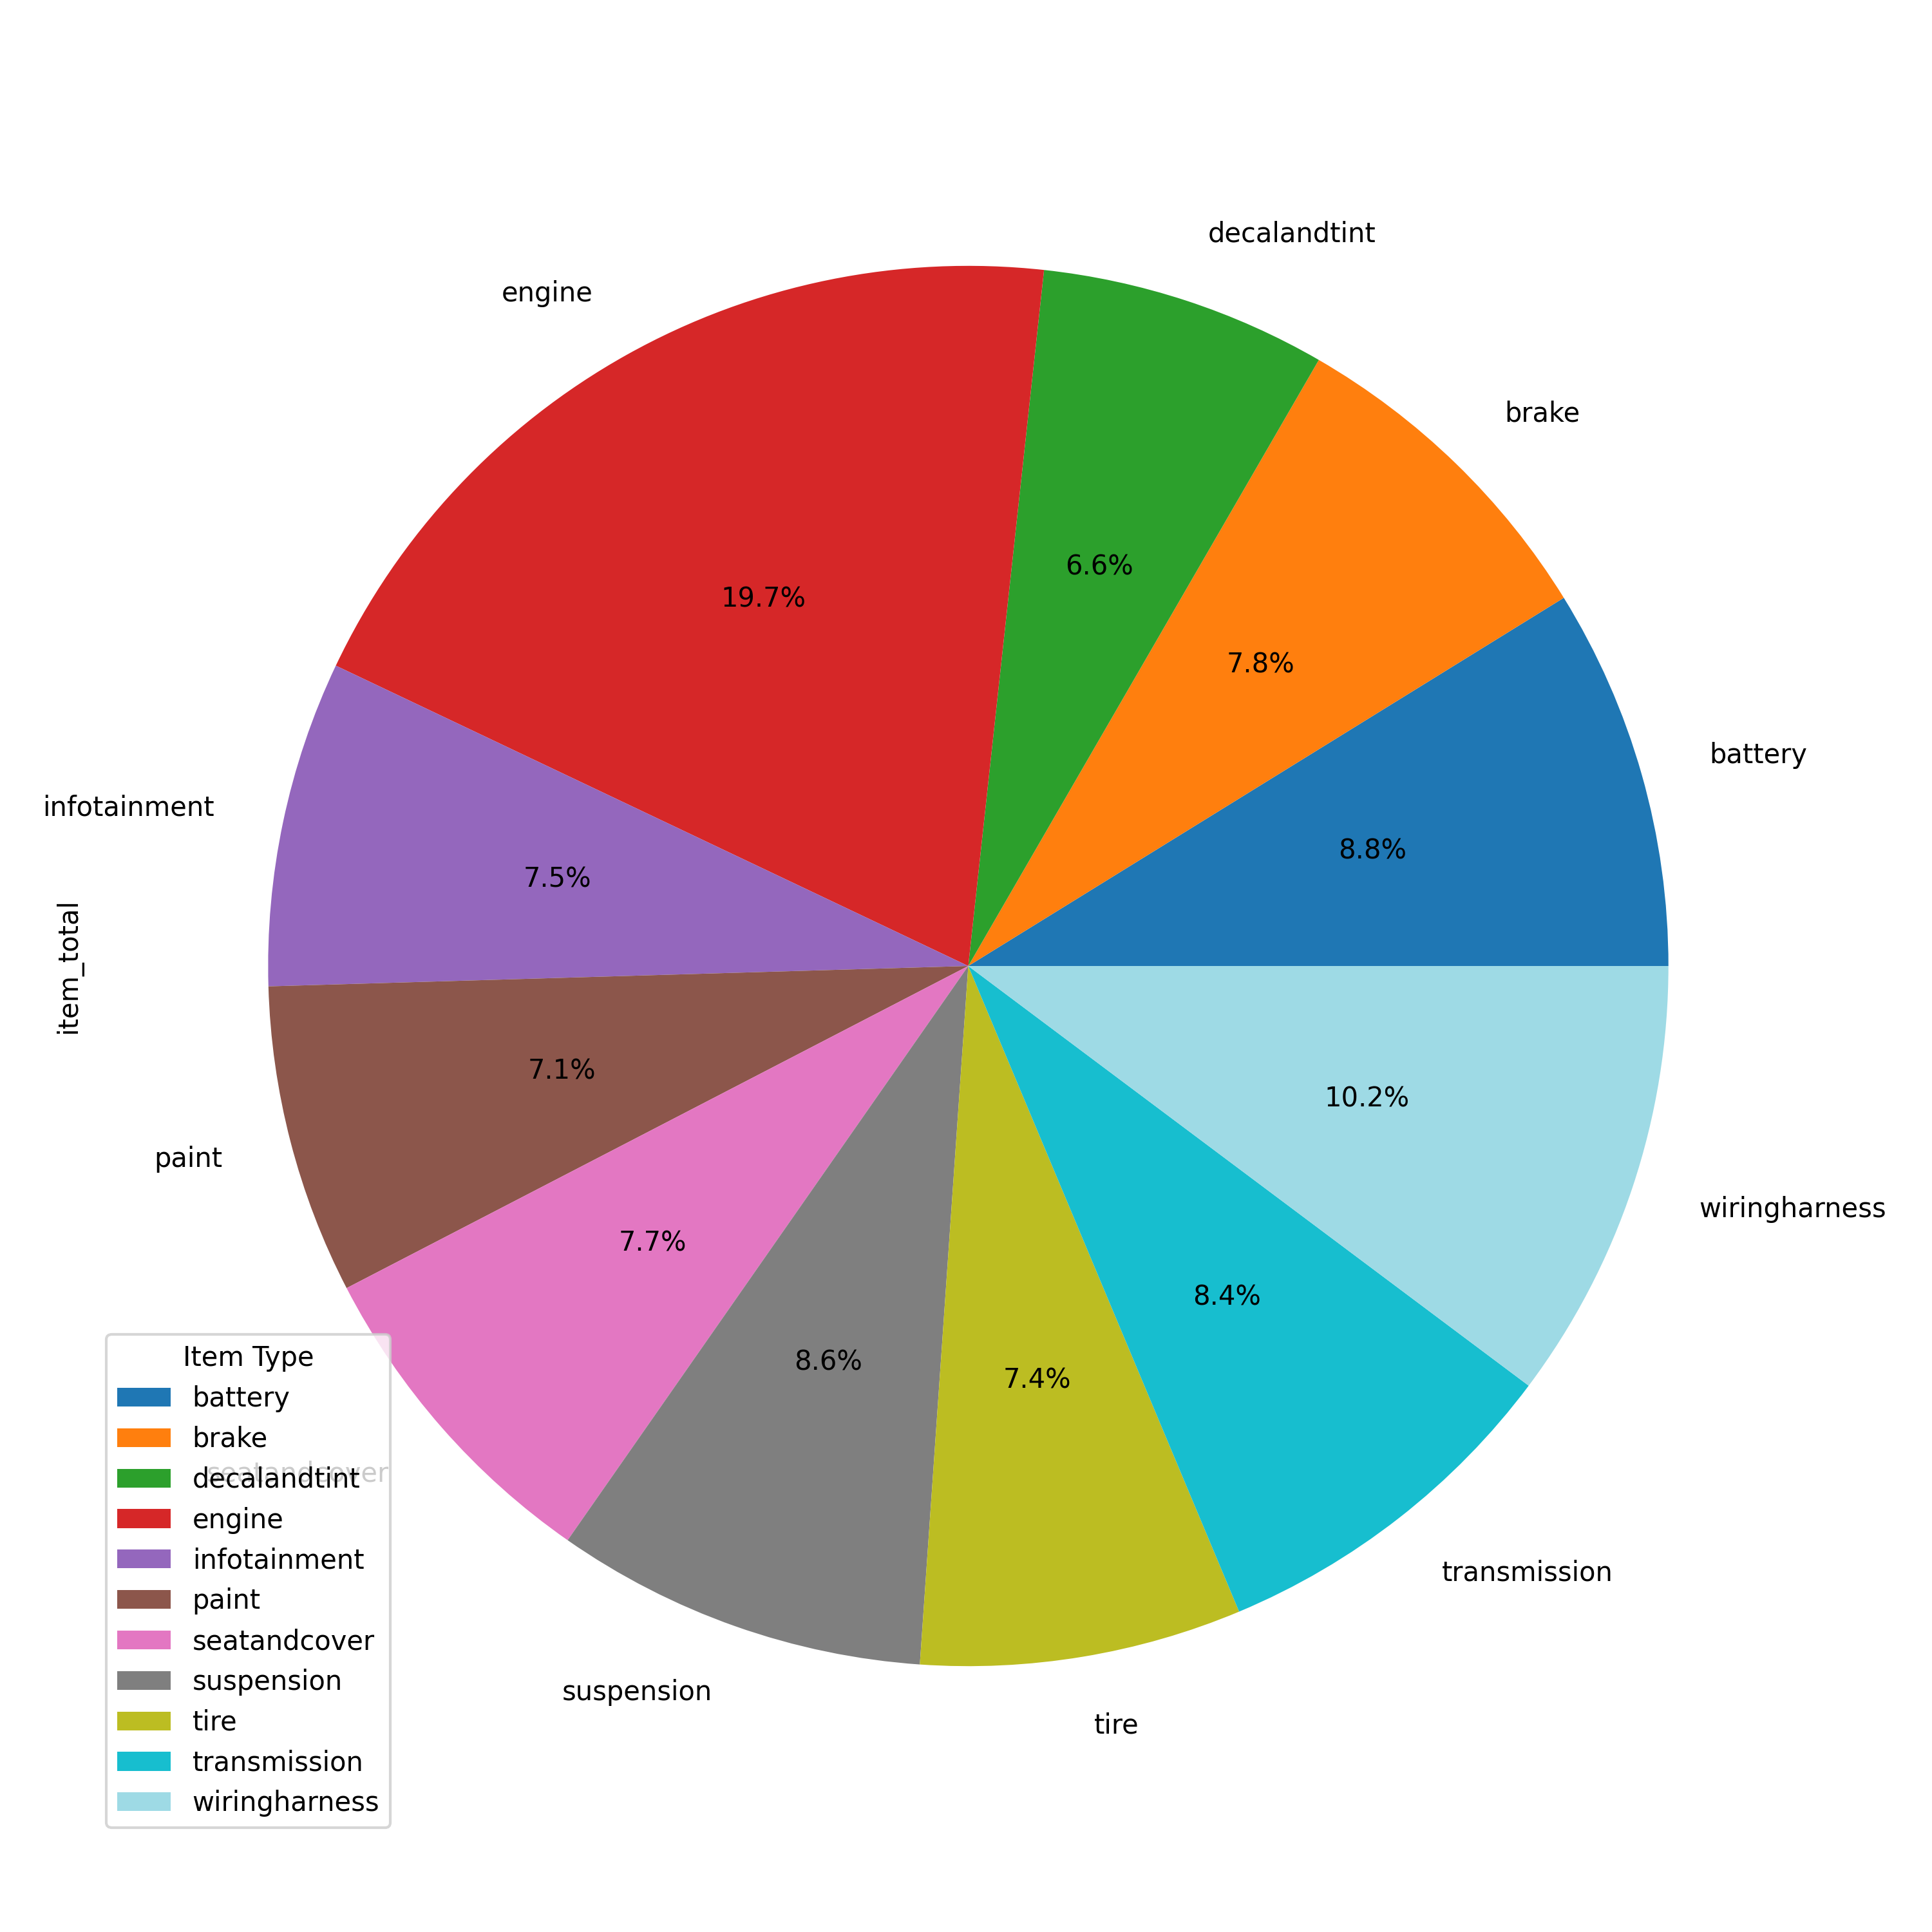 decalandtint
engine
brake
6.6%
19.7%
7.8%
battery
infotainment
8.8%
7.5%
item_total
7.1%
10.2%
paint
wiringharness
7.7%
8.4%
8.6%
7.4%
seatandcover
transmission
suspension
tire
Item Type
battery
brake
decalandtint
engine
infotainment
paint
seatandcover
suspension
tire
transmission
wiringharness